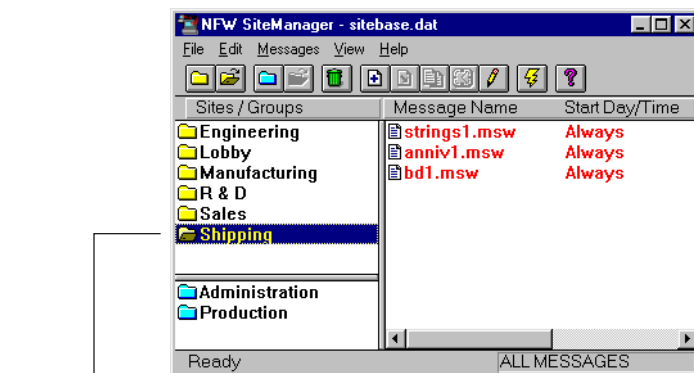 NFW SiteManager - sitebase.dat
File Edit Messages View Help
Sites / Groups Message Name Start Day/Time
Engineering strings1.msw Always
Lobby anniv1.msw Always
Manufacturing bd1.msw Always
R & D
Sales
Shipping
Administration
Production
Ready ALL MESSAGES